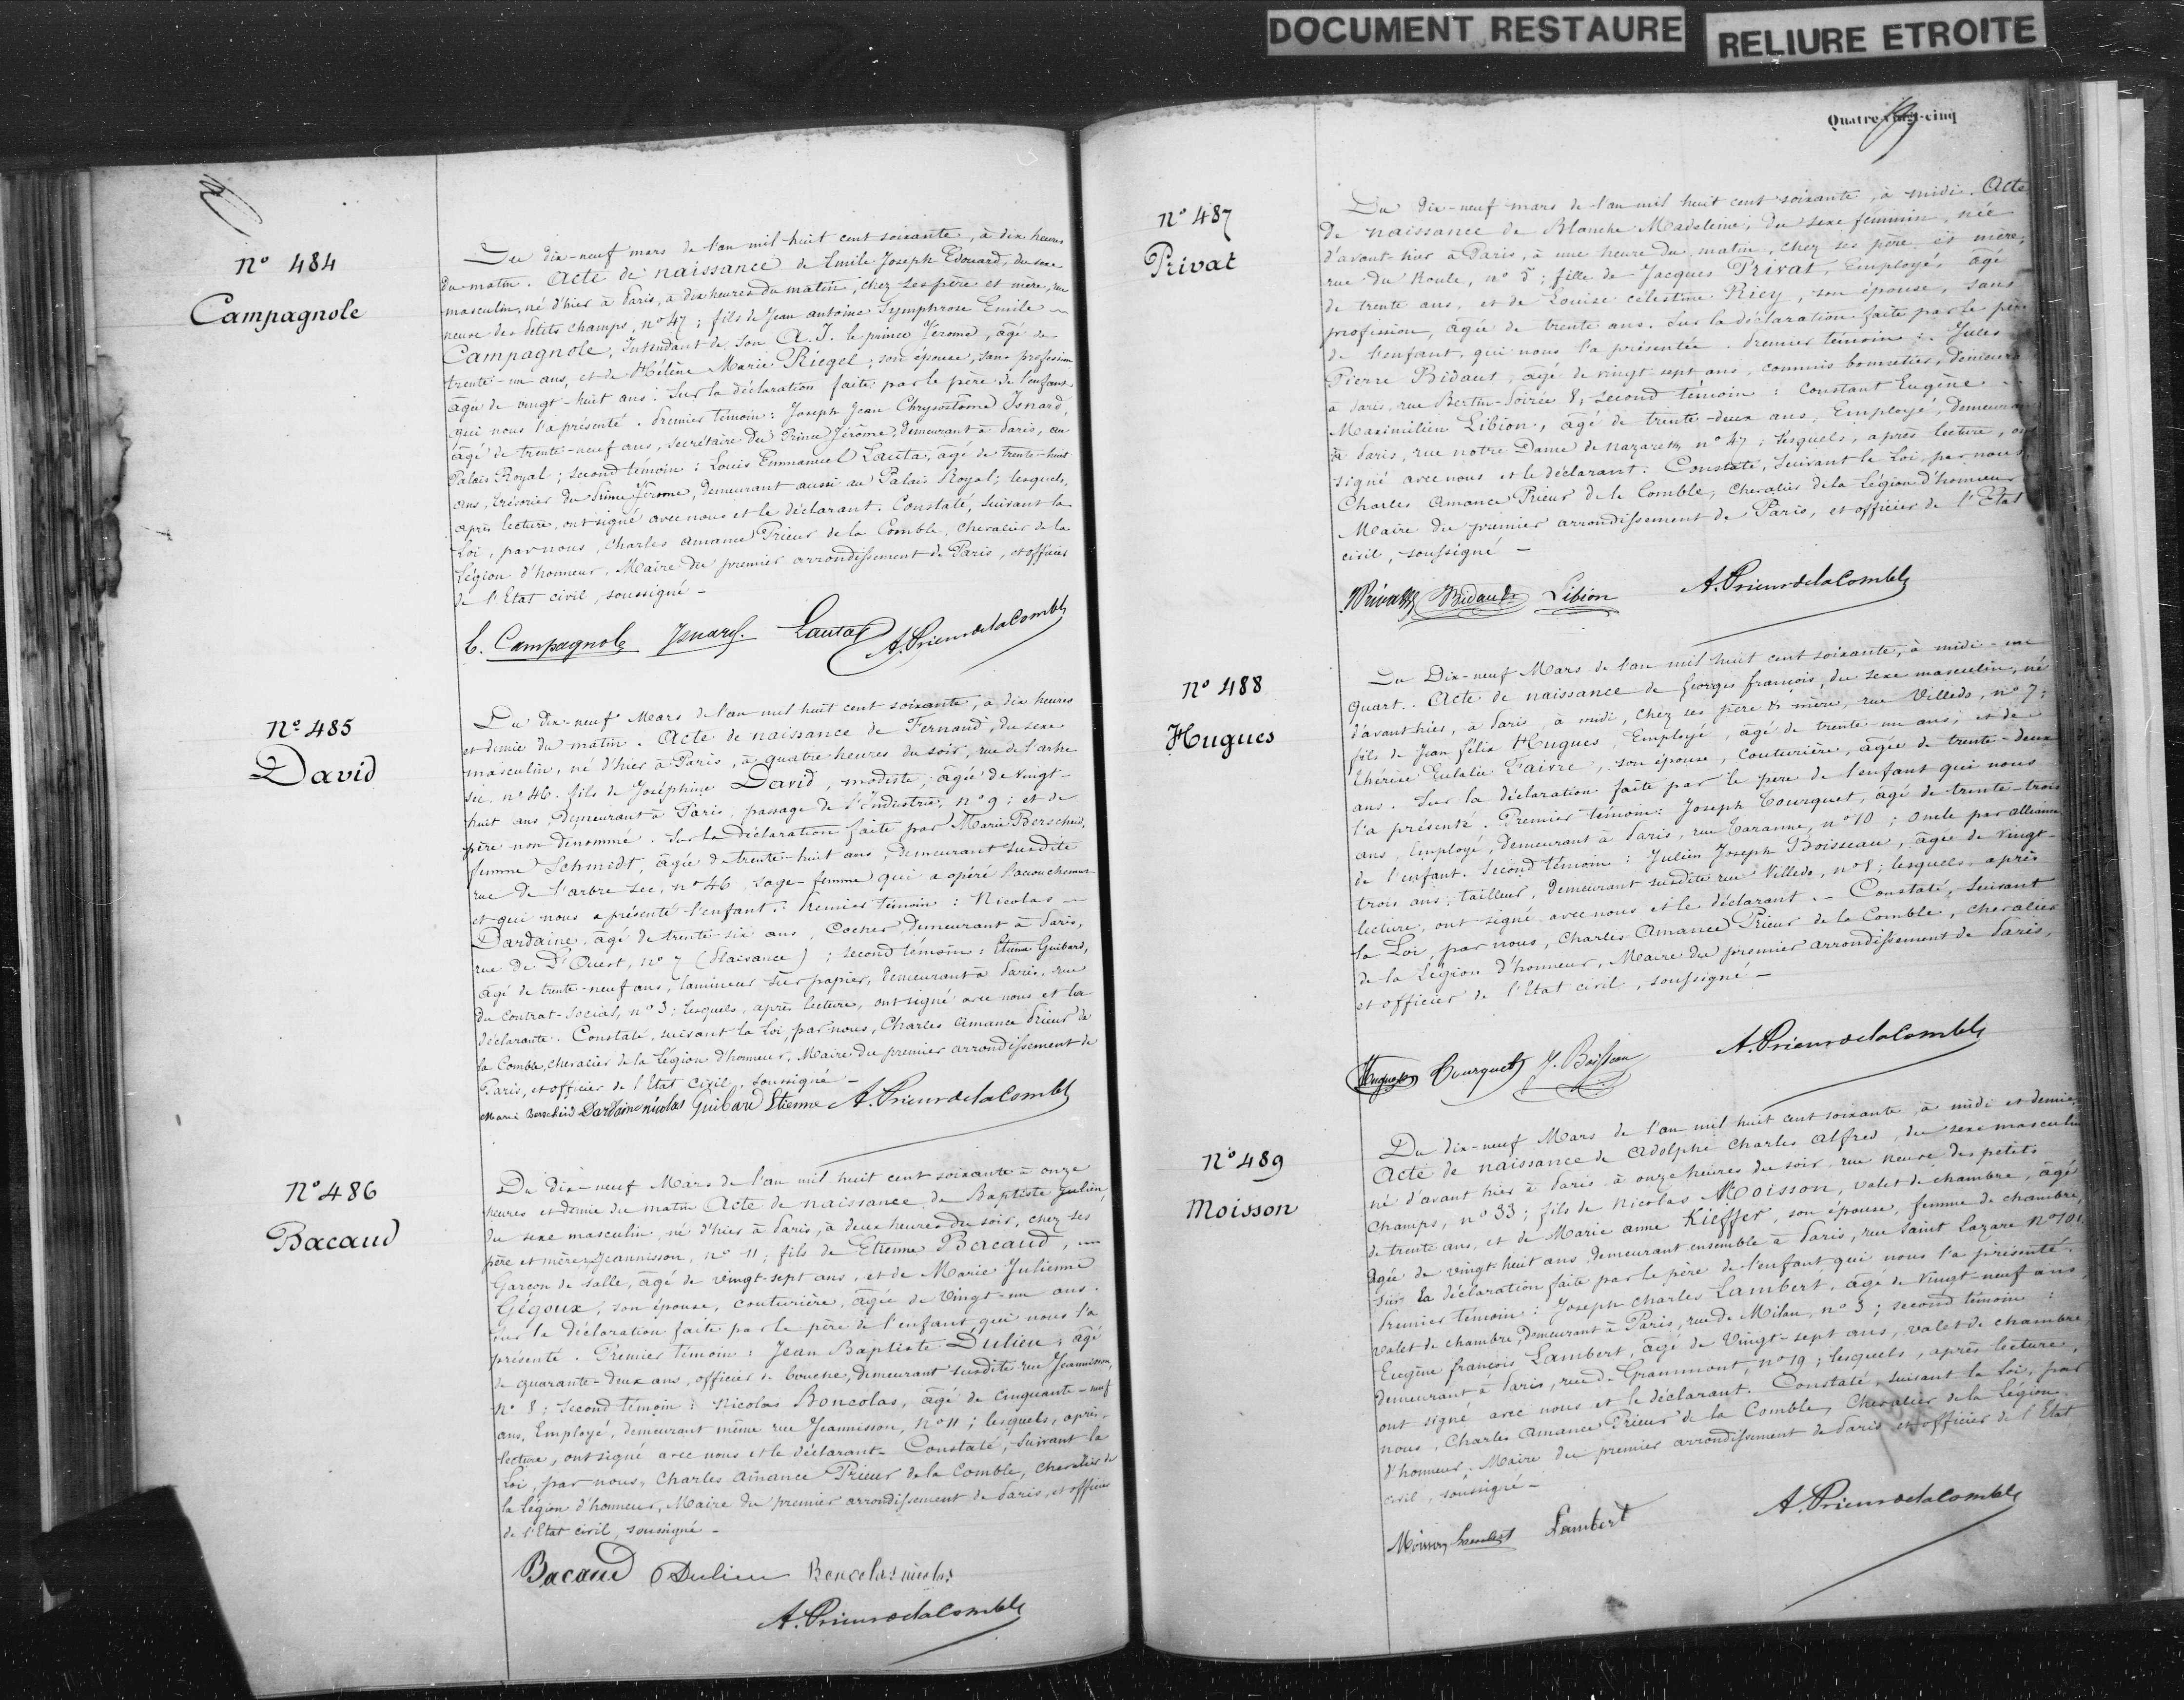 DOCUMENT RESTAURE
RELIURE ETROITE
N° 484
Campagnole
Du dix-neuf mars de l'an mil huit cent soixante, à dix heures
du matin. Acte de naissance de Emile Joseph Edouard, du sexe
masculin, né d'hier à Paris, à dix heures du matin, chez ses père et mère, rue
neuve des Petits champs, n° 47; fils de Jean antoine Symphrose Emile
Campagnole, Intendant de son A. I. le prince Jérome, âgé de
trente-un ans, et de Hélène Marie Riegel, son épouse, sans profession
âgée de vingt-huit ans. Sur la déclaration faite par le père de l'enfant
qui nous l'a présenté. Premier témoin: Joseph Jean Chrysostôme Isnard,
âgé de trente-neuf ans, secrétaire du Prince Jérôme, demeurant à Paris, au
Palais Royal; second témoin: Louis Emmanuel Lauta, âgé de trente-huit
ans, trésorier du Prince Jérome, demeurant aussi au Palais Royal; lesquels,
après lecture, ont signé avec nous et le déclarant. Constaté, suivant la
Loi, par nous, Charles Amance Prieur de la Comble, chevalier de la
Légion d'honneur, Maire du premier arrondissement de Paris, et officier
de l'Etat civil, soussigné -
E. Campagnole Isnard. Lauta A. Prieur de la Comble
N° 485
David
Du dix-neuf Mars de l'an mil huit cent soixante, à dix heures
et demie du matin. Acte de naissance de Fernand, du sexe
masculin, né d'hier à Paris, à quatre heures du soir, rue de l'arbre
sec, n° 46. fils de Joséphine David, modiste, âgée de vingt-
huit ans, demeurant à Paris, passage de l'Industrie, n° 9; et de
père non dénommé. Sur la déclaration faite par Marie Berscheid,
femme Schmidt, âgée de trente-huit ans, demeurant susdite
rue de l'arbre sec, n° 46, sage-femme qui a opéré l'accouchement
et qui nous a présenté l'enfant. Premier témoin: Nicolas
Dardaine, âgé de trente-six ans, Cocher, demeurant à Paris,
rue de L'Ouest, n° 7 (Plaisance); second témoin: Etienne Guibard,
âgé de trente-neuf ans, lamineur sur papier, demeurant à Paris, rue
du Contrat-Social, n° 3; lesquels, après lecture, ont signé avec nous et la
déclarante. Constaté, suivant la Loi, par nous, Charles Amance Prieur de
la Comble, chevalier de la Légion d'honneur, Maire du premier arrondissement de
Paris, et officier de l'Etat civil, soussigné -
Marie Berscheid Dardaine nicolas Guibard Etienne A. Prieur de la Comble
N° 486
Bacaud
Du dix-neuf Mars de l'an mil huit cent soixante à onze
heures et demie du matin Acte de naissance de Baptiste Julien,
du sexe masculin, né d'hier à Paris, à deux heures du soir, chez ses
père et mère, Jeannisson, n° 11; fils de Etienne Bacaud,
Garçon de salle, âgé de vingt-sept ans, et de Marie Julienne
Gégoux, son épouse, couturière, âgée de vingt-un ans.
Sur la déclaration faite par le père de l'enfant qui nous l'a
présenté. Premier témoin: Jean Baptiste Dulieu, âgé
de quarante-deux ans, officier de bouche, demeurant susdite rue Jeannisson,
n° 8; second témoin: Nicolas Boncolas, âgé de cinquante-neuf
ans, Employé, demeurant même rue Jeannisson, n° 11; lesquels, après
lecture, ont signé avec nous et le déclarant. Constaté, suivant la
Loi, par nous, Charles Amance Prieur de la Comble, Chevalier de
la Légion d'honneur, Maire du premier arrondissement de Paris, et officier
de l'Etat civil, soussigné -
Bacaud Dulieu Boncolas nicolas
A. Prieur de la Comble
Quatre-vingt-cinq
N° 487
Privat
Du dix-neuf mars de l'an mil huit cent soixante, à midi. Acte
de naissance de Blanche Madeleine, du sexe féminin, née
d'avant-hier à Paris, à une heure du matin, chez ses père et mère,
rue du Roule, n° 5; fille de Jacques Privat, Employé, âgé
de trente ans, et de Louise célestine Ricy, son épouse, sans
profession, âgée de trente ans. Sur la déclaration faite par le père
de l'enfant, qui nous l'a présentée. Premier témoin: Jules
Pierre Bidaut, âgé de vingt-sept ans, commis bonnetier, demeurant
à Paris, rue Bertin-Poirée 8; second témoin: Constant Eugène
Maximilien Libion, âgé de trente-deux ans, Employé, demeurant
à Paris, rue notre Dame de nazareth, n° 47; lesquels, après lecture, ont
signé avec nous et le déclarant. Constaté, suivant la Loi, par nous
Charles Amance Prieur de la Comble, Chevalier de la Légion d'honneur
Maire du premier arrondissement de Paris, et officier de l'Etat
civil, soussigné -
Privat Bidaut Libion A. Prieur de la Comble
N° 488
Hugues
Du Dix-neuf Mars de l'an mil huit cent soixante, à midi - un
quart. Acte de naissance de Georges françois, du sexe masculin, né
d'avant hier, à Paris, à midi, chez ses père & mère, rue Villedo, n° 7;
fils de Jean félix Hugues, Employé, âgé de trente-un ans, et de
thérèse Eulalie Faivre, son épouse, couturière, âgée de trente-deux
ans. Sur la déclaration faite par le père de l'enfant qui nous
l'a présenté. Premier témoin: Joseph Tourquet, âgé de trente-trois
ans, Employé, demeurant à Paris, rue Taranne, n° 10; oncle par alliance
de l'enfant. Second témoin: Julien Joseph Boisseau, âgé de vingt-
trois ans, tailleur, demeurant susdite rue Villedo, n° 8; lesquels, après
lecture, ont signé avec nous et le déclarant. - Constaté, suivant
la Loi, par nous, Charles Amance Prieur de la Comble, chevalier
de la Légion d'honneur, Maire du premier arrondissement de Paris,
et officier de l'Etat civil, soussigné -
Hugues Tourquet J. Boisseau A. Prieur de la Comble
N° 489
Moisson
Du dix-neuf Mars de l'an mil huit cent soixante à midi et demie,
Acte de naissance de Adolphe Charles Alfred, du sexe masculin
né d'avant hier à Paris à onze heures du soir, rue neuve des petits
Champs, n° 33; fils de Nicolas Moisson, valet de chambre, âgé
de trente ans, et de Marie anne Kieffer, son épouse, femme de chambre,
âgée de vingt-huit ans, demeurant ensemble à Paris, rue Saint Lazare N° 101.
Sur la déclaration faite par le père de l'enfant qui nous l'a présenté.
Premier témoin: Joseph Charles Lambert, âgé de vingt-neuf ans,
valet de chambre, demeurant à Paris, rue de Milan, n° 3; second témoin:
Eugène françois Lambert, âgé de vingt-sept ans, valet de chambre
demeurant à Paris, rue de Grammont, n° 19; lesquels, après lecture,
ont signé avec nous et le déclarant. Constaté, suivant la loi, par
nous, Charles Amance Prieur de la Comble, Chevalier de la Légion
d'honneur, Maire du premier arrondissement de Paris et officier de l'Etat
civil, soussigné -
Moisson Lambert Lambert A. Prieur de la Comble